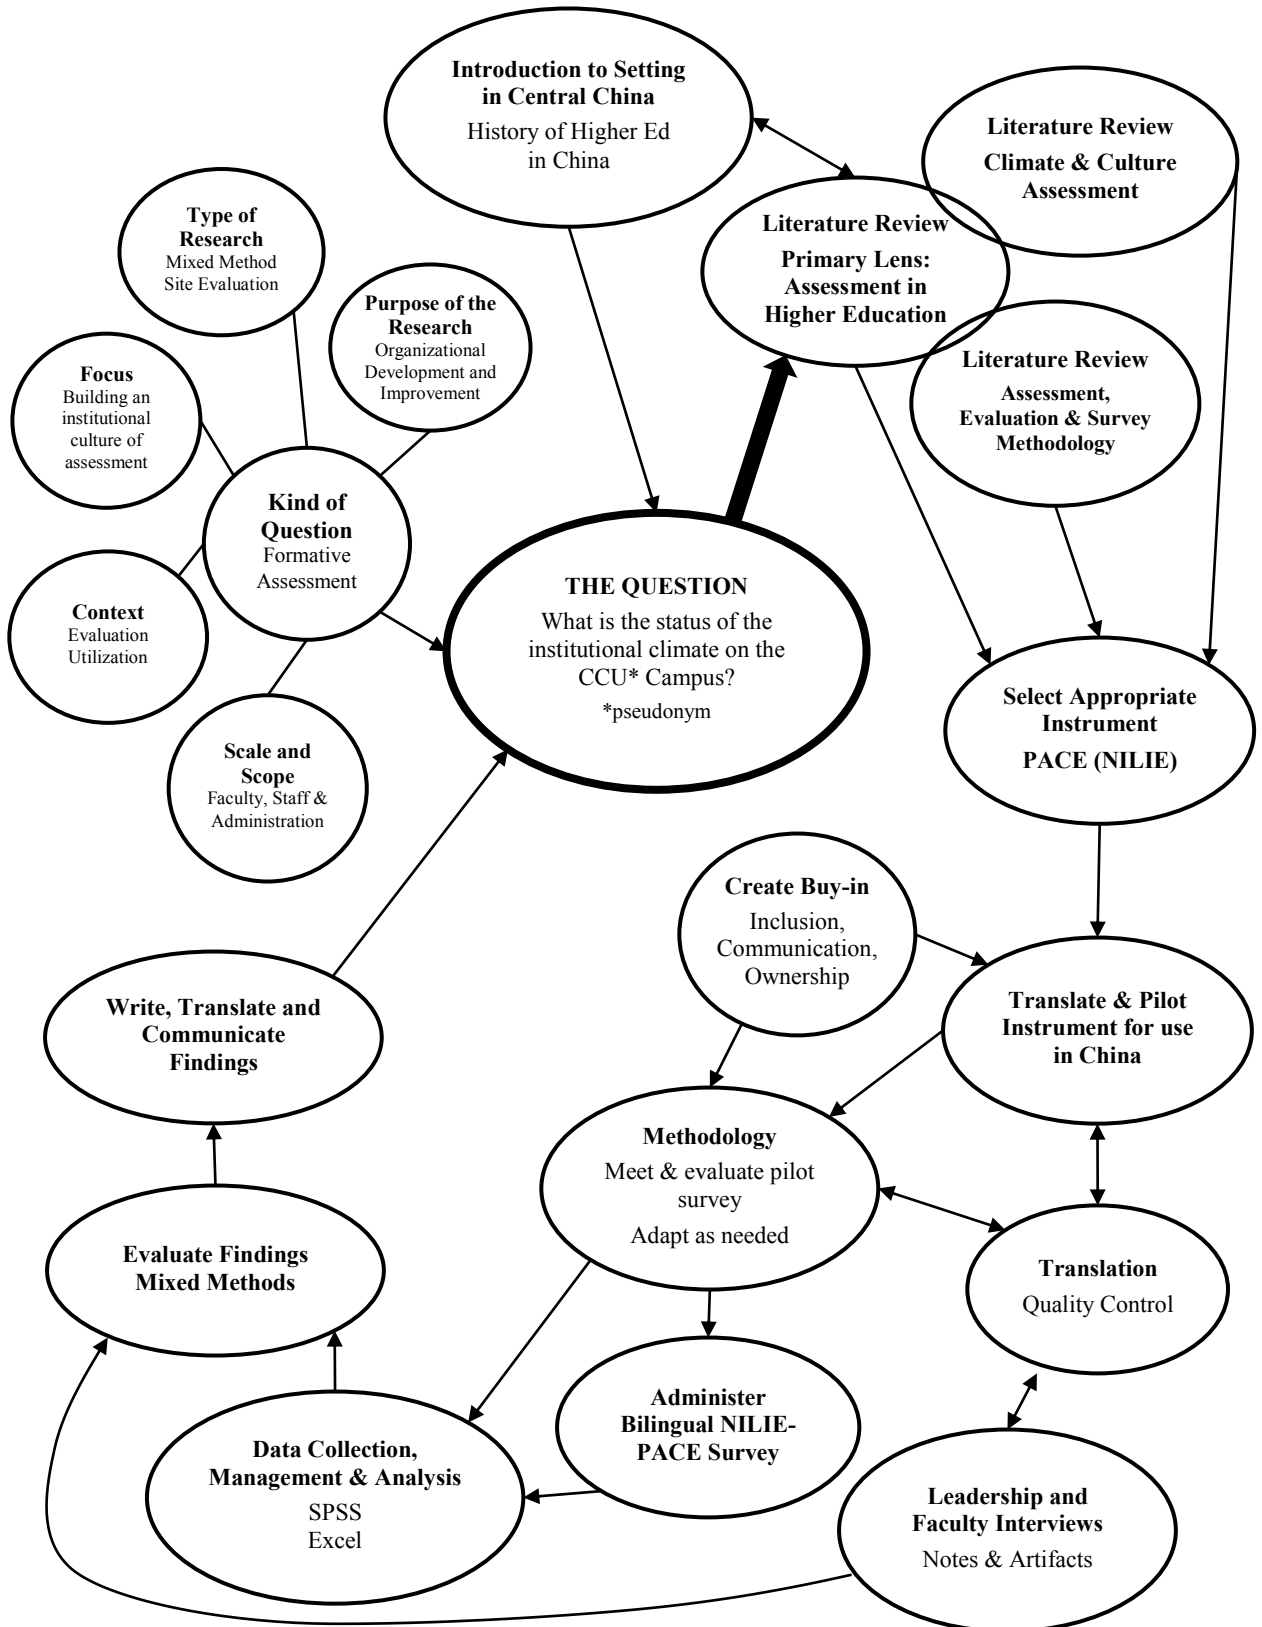 Introduction to Setting
in Central China
History of Higher Ed
in China
Literature Review
Climate & Culture
Assessment
Type of
Research
Mixed Method
Site Evaluation
Literature Review
Primary Lens:
Assessment in
Higher Education
Purpose of the
Research
Organizational
Development and
Improvement
Focus
Building an
institutional
culture of
assessment
Literature Review
Assessment,
Evaluation & Survey
Methodology
Kind of
Question
Formative
Assessment
THE QUESTION
What is the status of the
institutional climate on the
CCU* Campus?
*pseudonym
Context
Evaluation
Utilization
Select Appropriate
Instrument
PACE (NILIE)
Scale and
Scope
Faculty, Staff &
Administration
Create Buy-in
Inclusion,
Communication,
Ownership
Write, Translate and
Communicate
Findings
Translate & Pilot
Instrument for use
in China
Methodology
Meet & evaluate pilot
survey
Adapt as needed
Evaluate Findings
Mixed Methods
Translation
Quality Control
Administer
Bilingual NILIE-
PACE Survey
Data Collection,
Management & Analysis
SPSS
Excel
Leadership and
Faculty Interviews
Notes & Artifacts